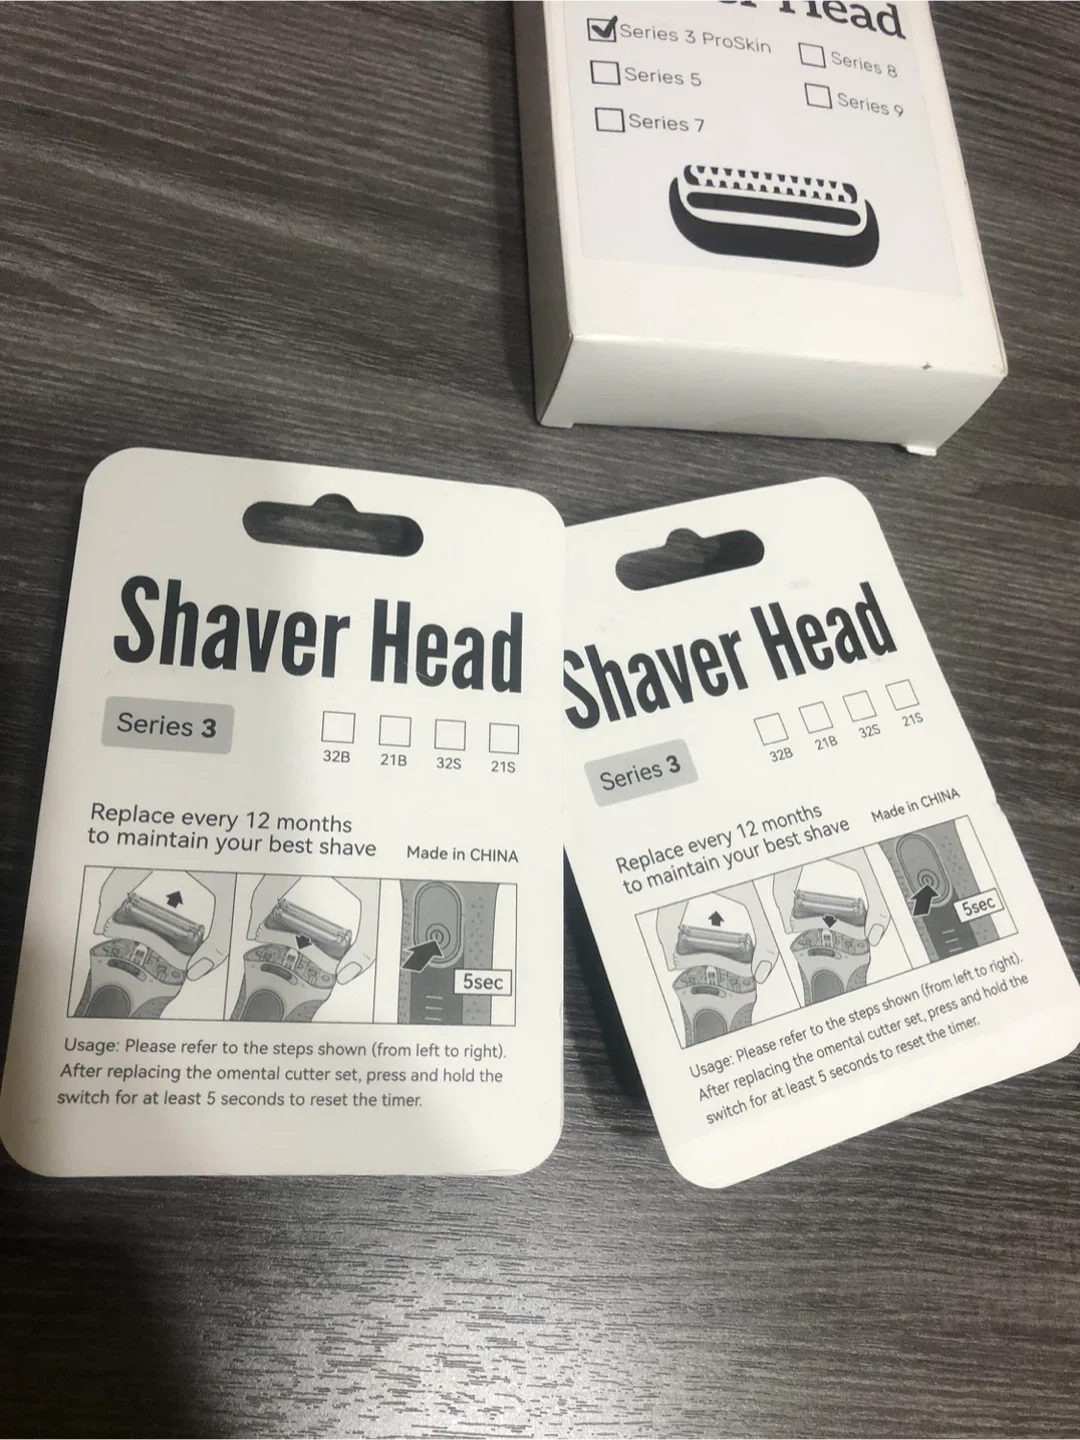 Head
Series 3 ProSkin
Series 5
Series 7
Series 8
Series 9
Shaver Head
Series 3
32B 21B 32S 21S
Replace every 12 months
to maintain your best shave
Made in CHINA
5sec
Usage: Please refer to the steps shown (from left to right).
After replacing the omental cutter set, press and hold the
switch for at least 5 seconds to reset the timer.
Shaver Head
Series 3
32B 21B 32S 21S
Replace every 12 months
to maintain your best shave
Made in CHINA
5sec
Usage: Please refer to the steps shown (from left to right).
After replacing the omental cutter set, press and hold the
switch for at least 5 seconds to reset the timer.